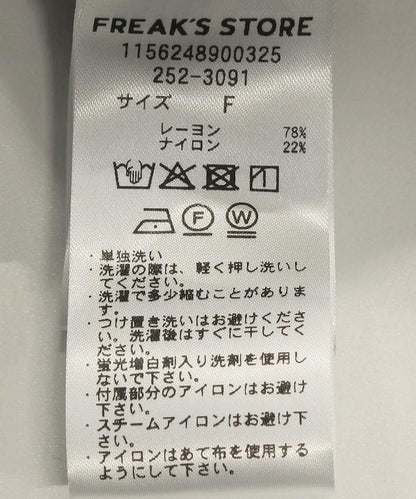 FREAK'S STORE
1156248900325
252-3091
サイズ F
レーヨン 78%
ナイロン 22%
F W
・単独洗い
・洗濯の際は、軽く押し洗いし
てください。
・洗濯で多少縮むことがありま
す。
・つけ置き洗いはお避けくださ
い。洗濯後はすぐに干してく
ださい。
・蛍光増白剤入り洗剤を使用し
ないで下さい。
・付属部分のアイロンはお避け
下さい。
・スチームアイロンはお避け下
さい。
・アイロンはあて布を使用する
ようにして下さい。